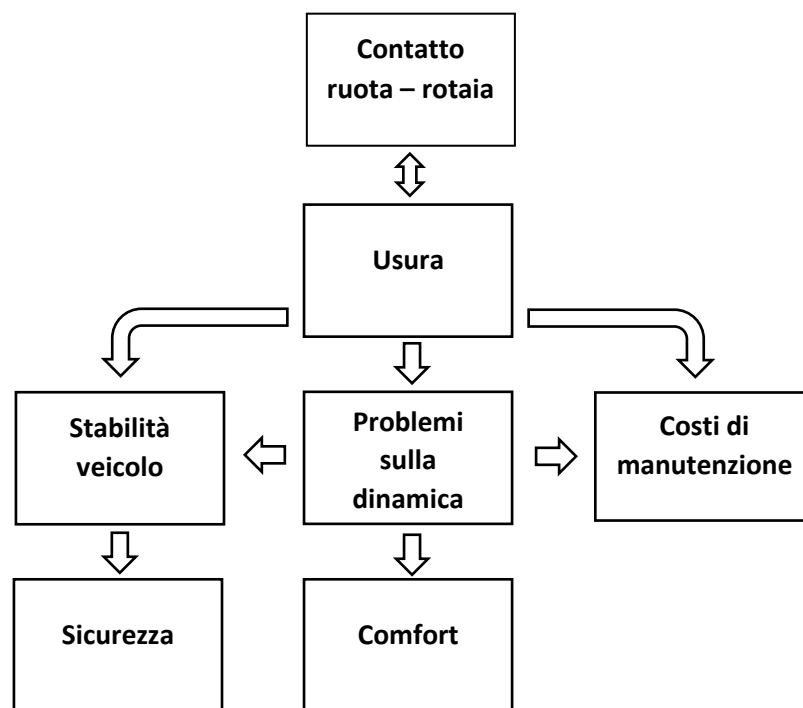 Contatto
ruota – rotaia
Usura
Stabilità
veicolo
Problemi
sulla
dinamica
Costi di
manutenzione
Sicurezza
Comfort